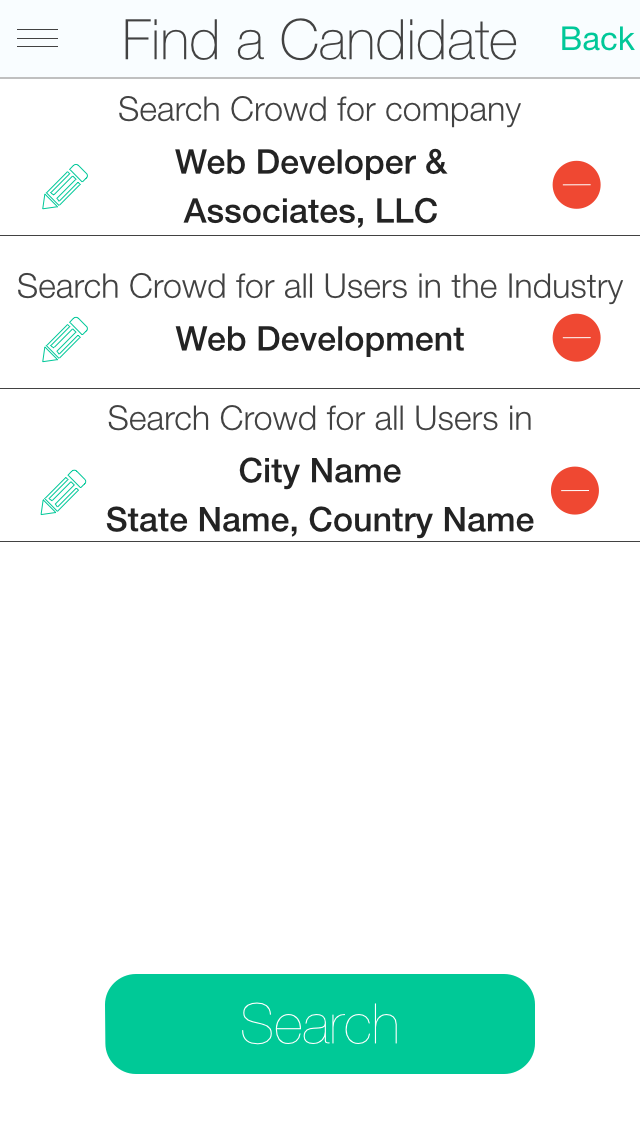 Find a Candidate
Back
Search Crowd for company
Web Developer &
Associates, LLC
Search Crowd for all Users in the Industry
Web Development
Search Crowd for all Users in
City Name
State Name, Country Name
Search